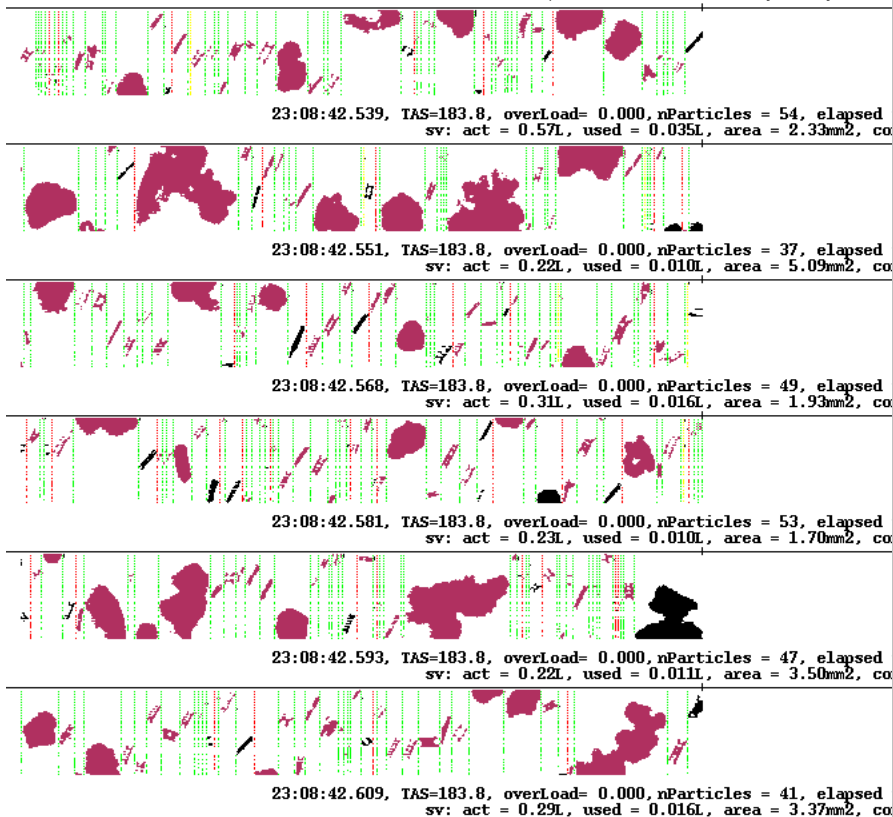 23:08:42.539, TAS=183.8, overLoad= 0.000, nParticles = 54, elapsed
sv: act = 0.57L, used = 0.035L, area = 2.33mm2,
23:08:42.551, TAS=183.8, overLoad= 0.000, nParticles = 37, elapsed
sv: act = 0.22L, used = 0.010L, area = 5.09mm2,
23:08:42.568, TAS=183.8, overLoad= 0.000, nParticles = 49, elapsed
sv: act = 0.31L, used = 0.016L, area = 1.93mm2,
23:08:42.581, TAS=183.8, overLoad= 0.000, nParticles = 53, elapsed
sv: act = 0.23L, used = 0.010L, area = 1.70mm2,
23:08:42.593, TAS=183.8, overLoad= 0.000, nParticles = 47, elapsed
sv: act = 0.22L, used = 0.011L, area = 3.50mm2,
23:08:42.609, TAS=183.8, overLoad= 0.000, nParticles = 41, elapsed
sv: act = 0.29L, used = 0.016L, area = 3.37mm2,